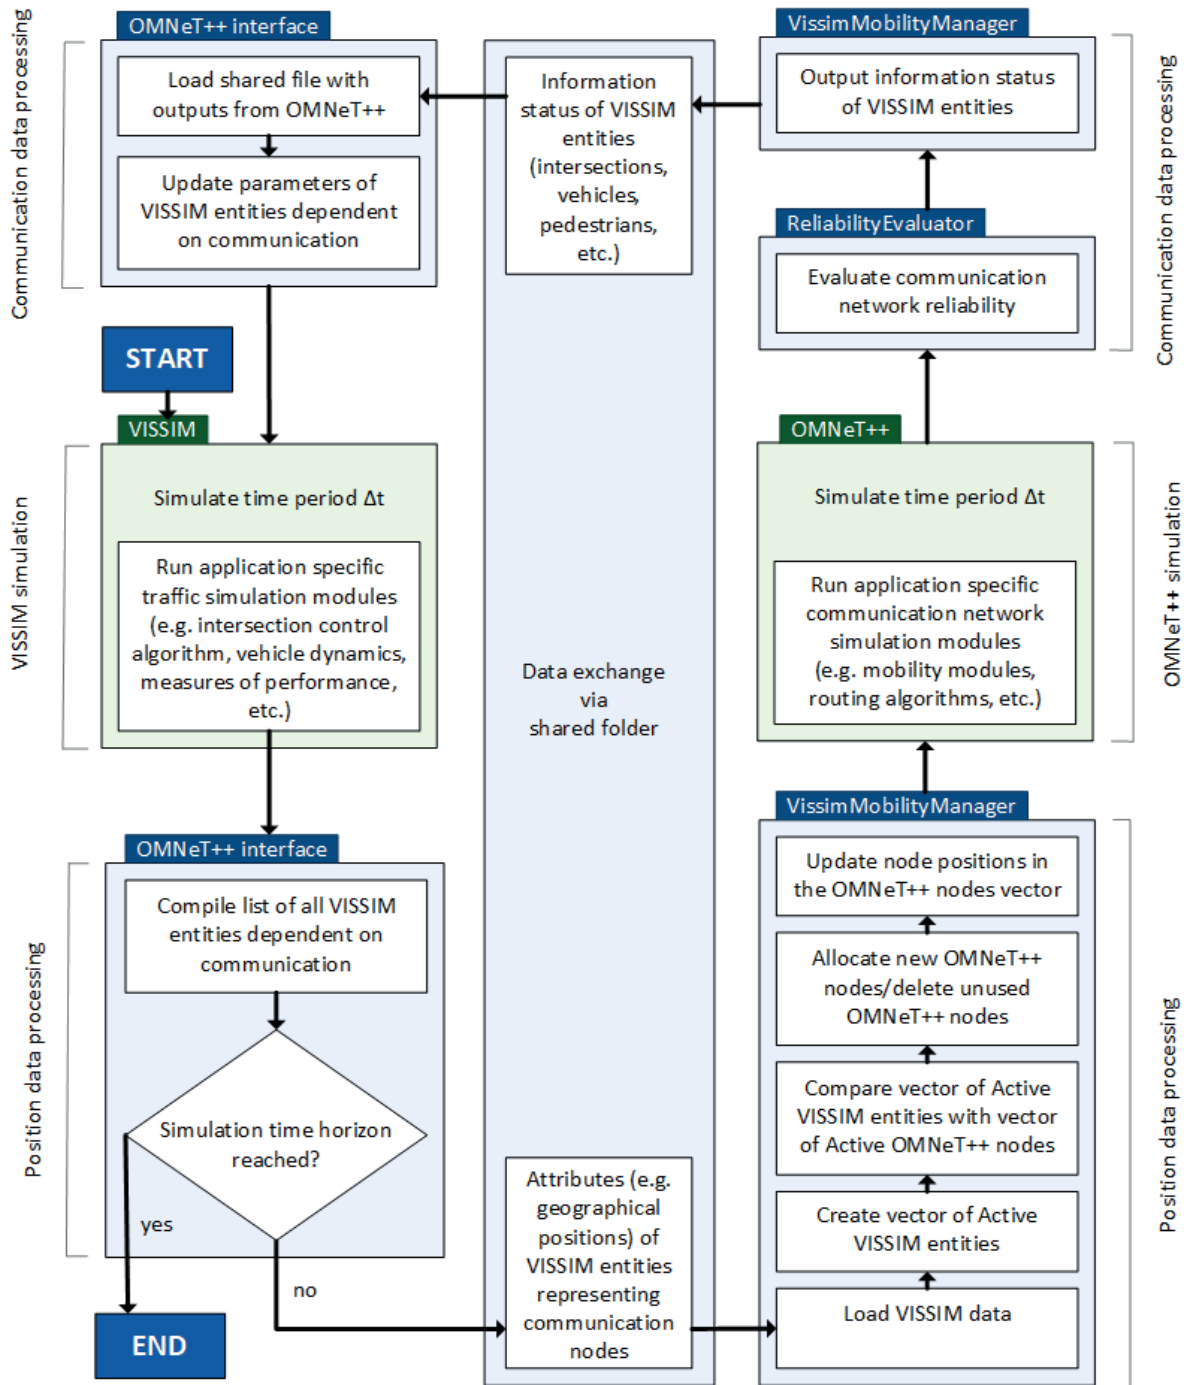 OMNeT++ interface
Load shared file with
outputs from OMNeT++
Update parameters of
VISSIM entities dependent
on communication
Communication data processing
START
VISSIM
Simulate time period Δt
Run application specific
traffic simulation modules
(e.g. intersection control
algorithm, vehicle dynamics,
measures of performance,
etc.)
VISSIM simulation
OMNeT++ interface
Compile list of all VISSIM
entities dependent on
communication
Simulation time horizon
reached?
yes
no
END
Position data processing
Information
status of VISSIM
entities
(intersections,
vehicles,
pedestrians,
etc.)
Data exchange
via
shared folder
Attributes (e.g.
geographical
positions) of
VISSIM entities
representing
communication
nodes
VissimMobilityManager
Output information status
of VISSIM entities
ReliabilityEvaluator
Evaluate communication
network reliability
Communication data processing
OMNeT++
Simulate time period Δt
Run application specific
communication network
simulation modules
(e.g. mobility modules,
routing algorithms, etc.)
OMNeT++ simulation
VissimMobilityManager
Update node positions in
the OMNeT++ nodes vector
Allocate new OMNeT++
nodes/delete unused
OMNeT++ nodes
Compare vector of Active
VISSIM entities with vector
of Active OMNeT++ nodes
Create vector of Active
VISSIM entities
Load VISSIM data
Position data processing